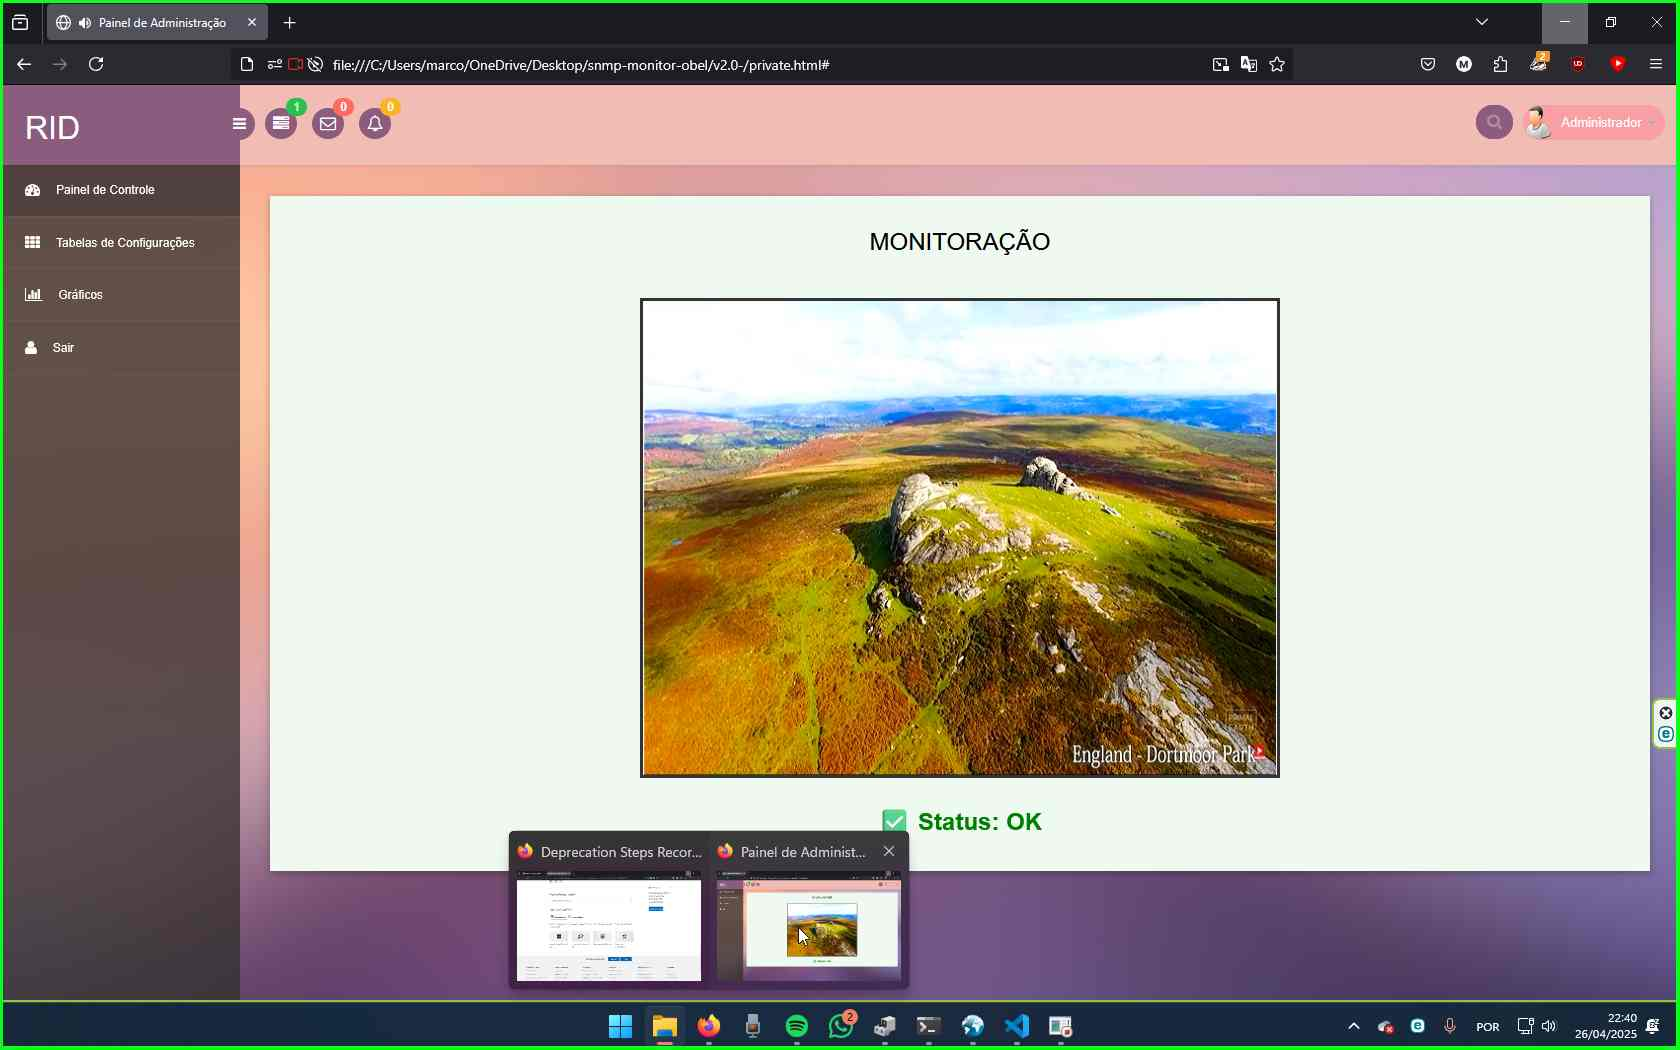 Painel de Administração
file:///C:/Users/marco/OneDrive/Desktop/snmp-monitor-obel/v2.0-/private.html#
M
2
UD
RID
1
0
0
Administrador
Painel de Controle
Tabelas de Configurações
Gráficos
Sair
MONITORAÇÃO
England - Dortmoor Park
Status: OK
Deprecation Steps Recor...
Painel de Administ...
2
POR
22:40
26/04/2025